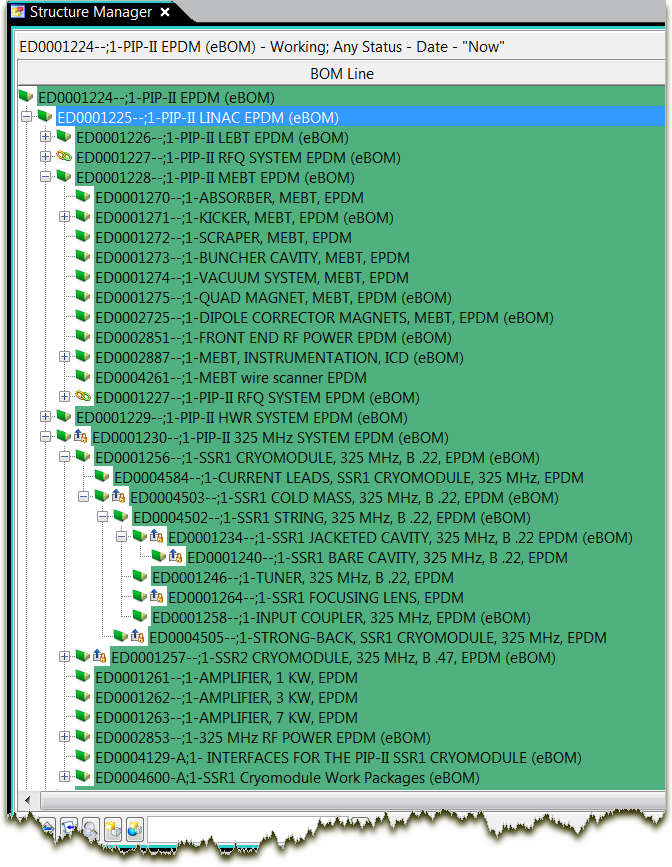 Structure Manager
ED0001224--;1-PIP-II EPDM (eBOM) - Working; Any Status - Date - "Now"
BOM Line
ED0001224--;1-PIP-II EPDM (eBOM)
ED0001225--;1-PIP-II LINAC EPDM (eBOM)
ED0001226--;1-PIP-II LEBT EPDM (eBOM)
ED0001227--;1-PIP-II RFQ SYSTEM EPDM (eBOM)
ED0001228--;1-PIP-II MEBT EPDM (eBOM)
ED0001270--;1-ABSORBER, MEBT, EPDM
ED0001271--;1-KICKER, MEBT, EPDM (eBOM)
ED0001272--;1-SCRAPER, MEBT, EPDM
ED0001273--;1-BUNCHER CAVITY, MEBT, EPDM
ED0001274--;1-VACUUM SYSTEM, MEBT, EPDM
ED0001275--;1-QUAD MAGNET, MEBT, EPDM (eBOM)
ED0002725--;1-DIPOLE CORRECTOR MAGNETS, MEBT, EPDM (eBOM)
ED0002851--;1-FRONT END RF POWER EPDM (eBOM)
ED0002887--;1-MEBT, INSTRUMENTATION, ICD (eBOM)
ED0004261--;1-MEBT wire scanner EPDM
ED0001227--;1-PIP-II RFQ SYSTEM EPDM (eBOM)
ED0001229--;1-PIP-II HWR SYSTEM EPDM (eBOM)
ED0001230--;1-PIP-II 325 MHz SYSTEM EPDM (eBOM)
ED0001256--;1-SSR1 CRYOMODULE, 325 MHz, B .22, EPDM (eBOM)
ED0004584--;1-CURRENT LEADS, SSR1 CRYOMODULE, 325 MHz, EPDM
ED0004503--;1-SSR1 COLD MASS, 325 MHz, B .22, EPDM (eBOM)
ED0004502--;1-SSR1 STRING, 325 MHz, B .22, EPDM (eBOM)
ED0001234--;1-SSR1 JACKETED CAVITY, 325 MHz, B .22 EPDM (eBOM)
ED0001240--;1-SSR1 BARE CAVITY, 325 MHz, B .22, EPDM
ED0001246--;1-TUNER, 325 MHz, B .22, EPDM
ED0001264--;1-SSR1 FOCUSING LENS, EPDM
ED0001258--;1-INPUT COUPLER, 325 MHz, EPDM (eBOM)
ED0004505--;1-STRONG-BACK, SSR1 CRYOMODULE, 325 MHz, EPDM
ED0001257--;1-SSR2 CRYOMODULE, 325 MHz, B .47, EPDM (eBOM)
ED0001261--;1-AMPLIFIER, 1 KW, EPDM
ED0001262--;1-AMPLIFIER, 3 KW, EPDM
ED0001263--;1-AMPLIFIER, 7 KW, EPDM
ED0002853--;1-325 MHz RF POWER EPDM (eBOM)
ED0004129-A;1- INTERFACES FOR THE PIP-II SSR1 CRYOMODULE (eBOM)
ED0004600-A;1-SSR1 Cryomodule Work Packages (eBOM)